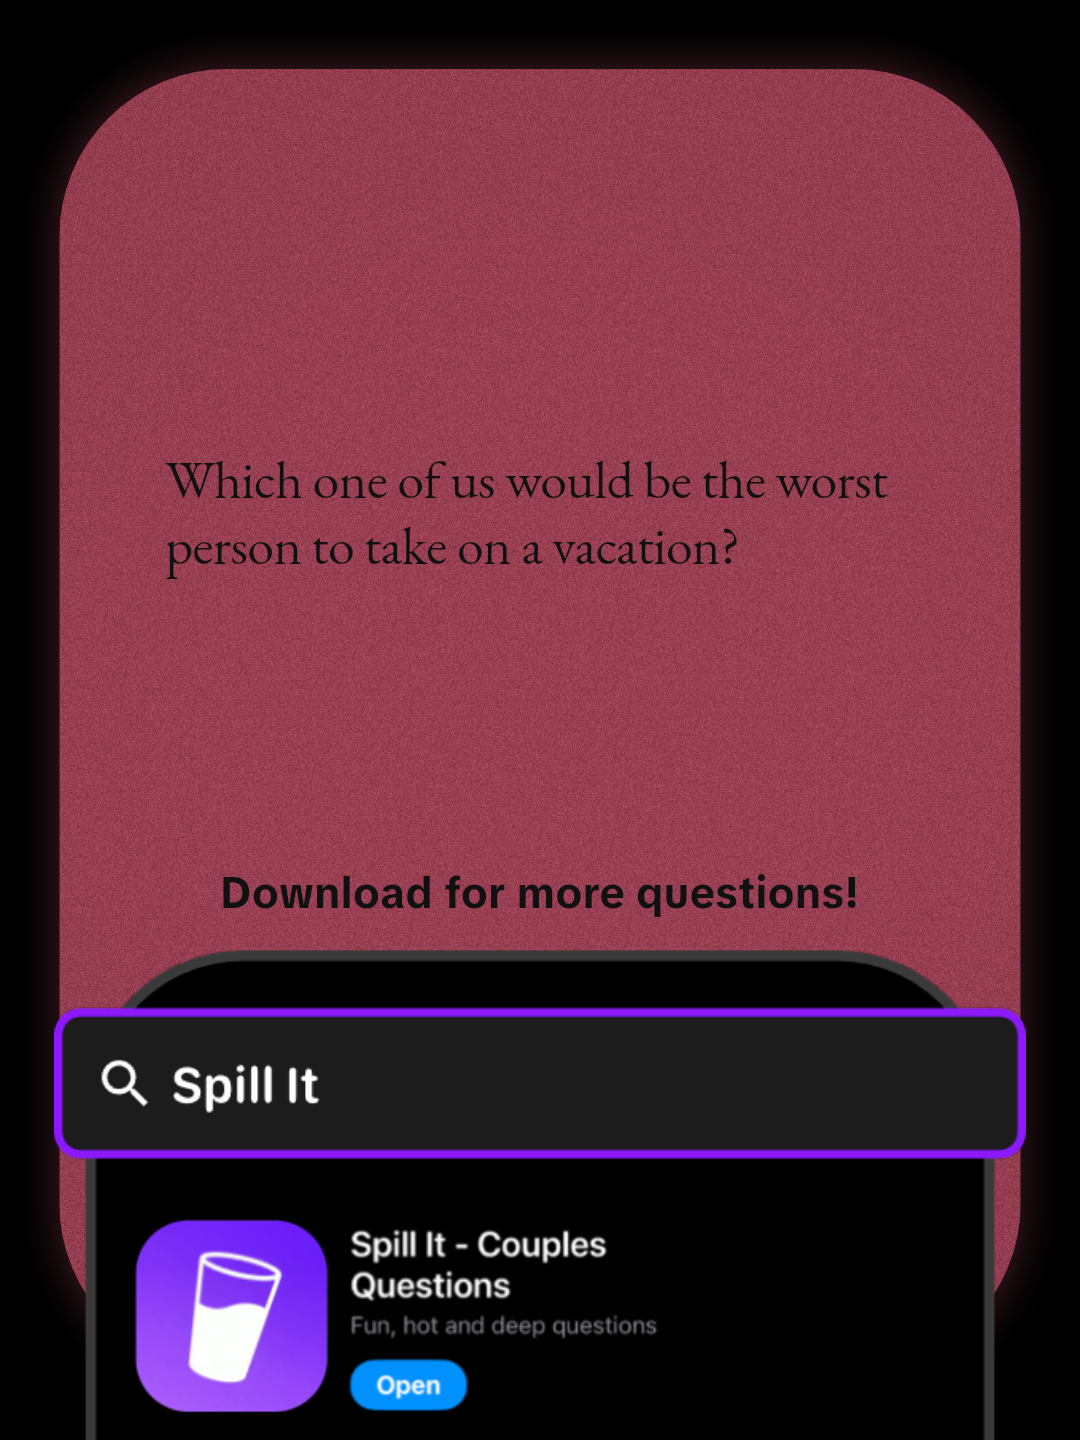 Which one of us would be the worst
person to take on a vacation?
Download for more questions!
Spill It
Spill It - Couples
Questions
Fun, hot and deep questions
Open